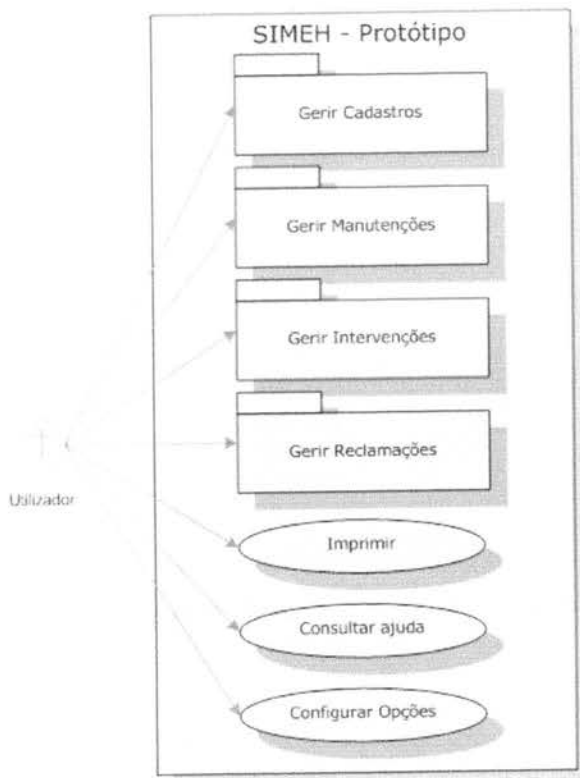 SIMEH - Protótipo
Gerir Cadastros
Gerir Manutenções
Gerir Intervenções
Gerir Reclamações
Utilizador
Imprimir
Consultar ajuda
Configurar Opções